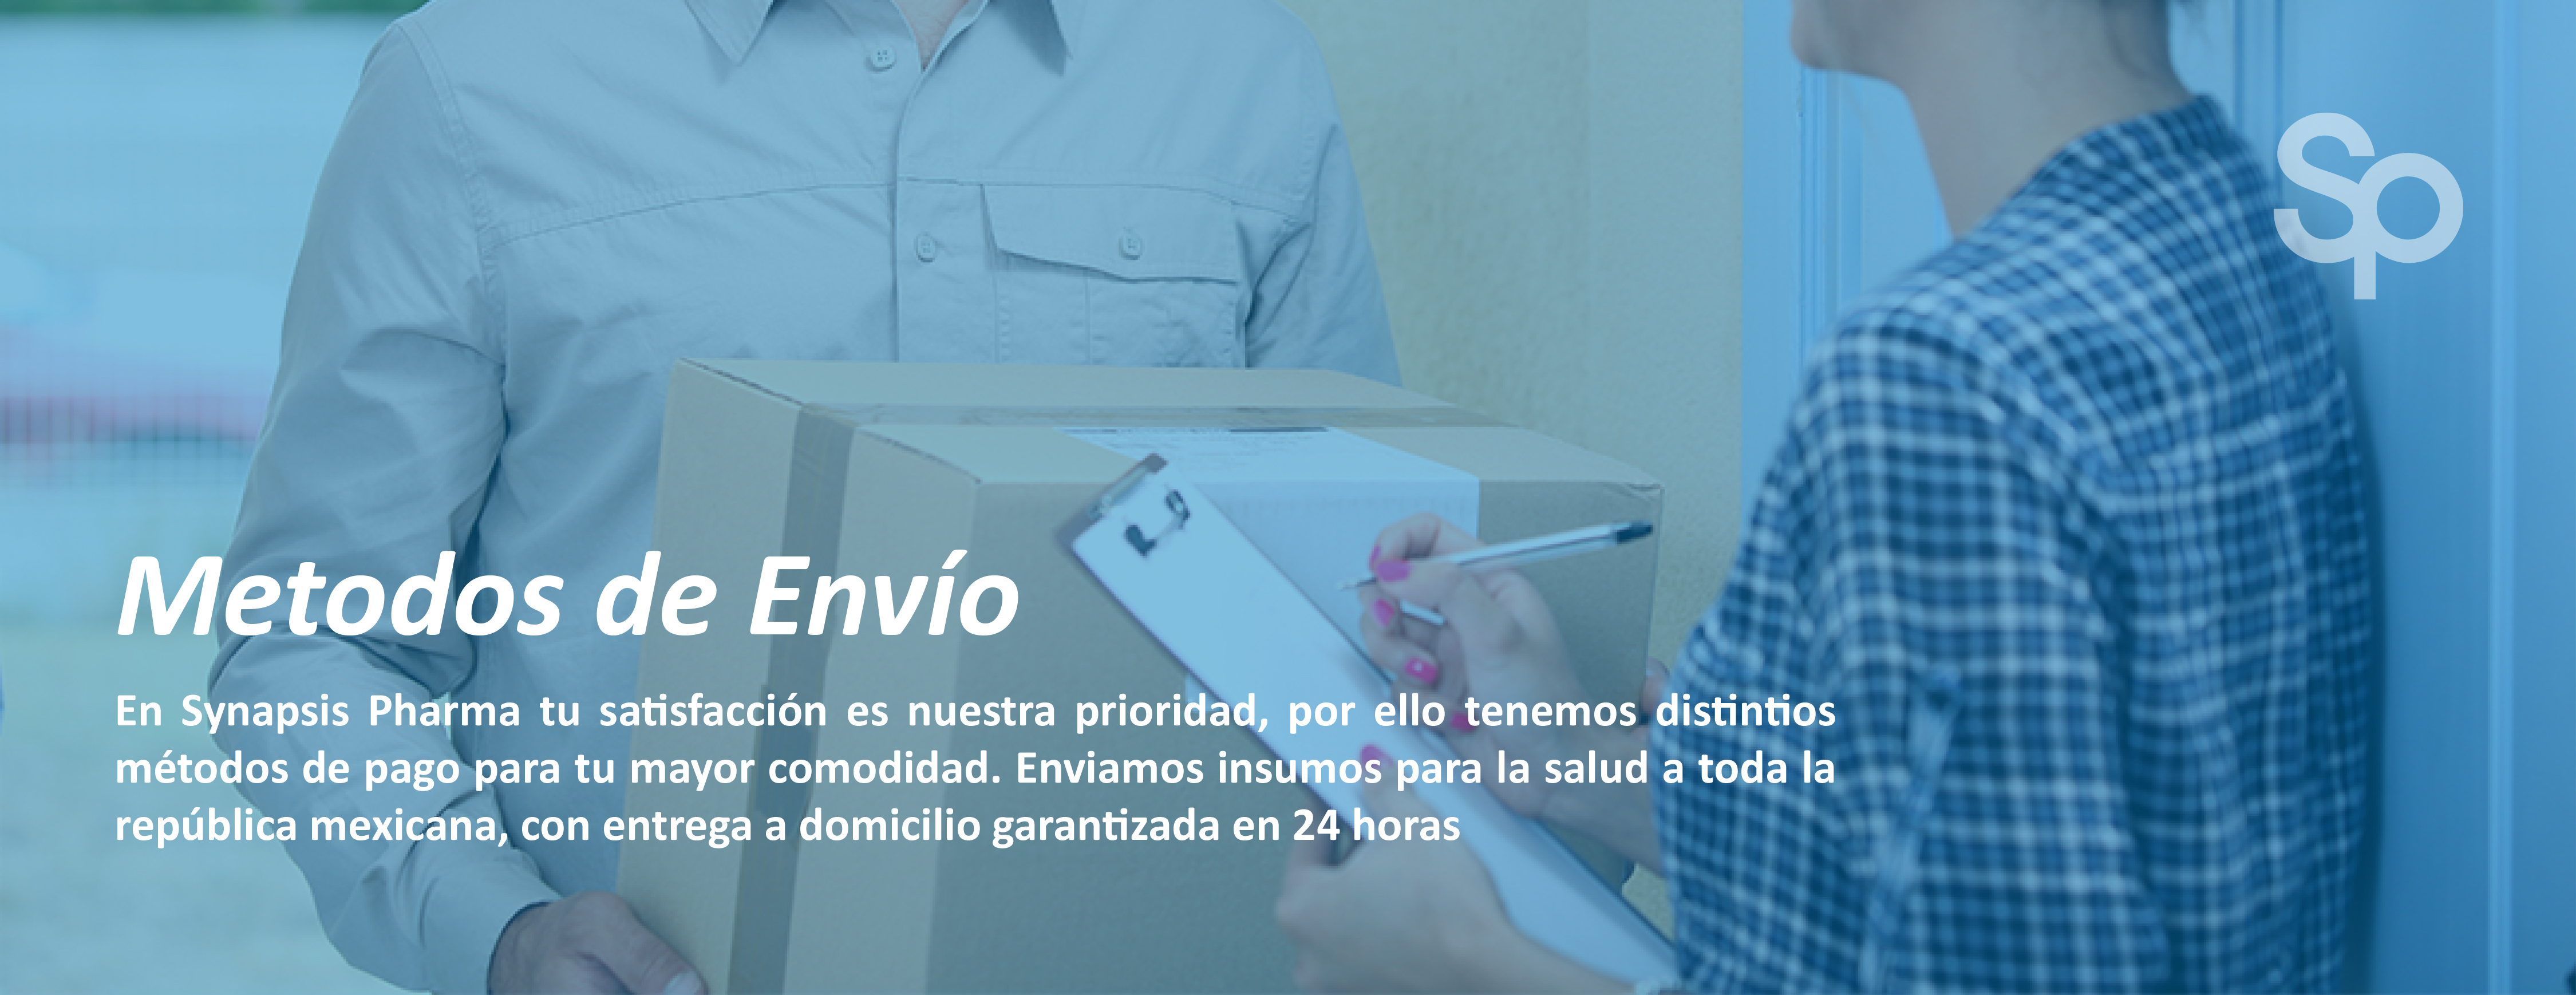 Sp
Metodos de Envío
En Synapsis Pharma tu satisfacción es nuestra prioridad, por ello tenemos distintios
métodos de pago para tu mayor comodidad. Enviamos insumos para la salud a toda la
república mexicana, con entrega a domicilio garantizada en 24 horas